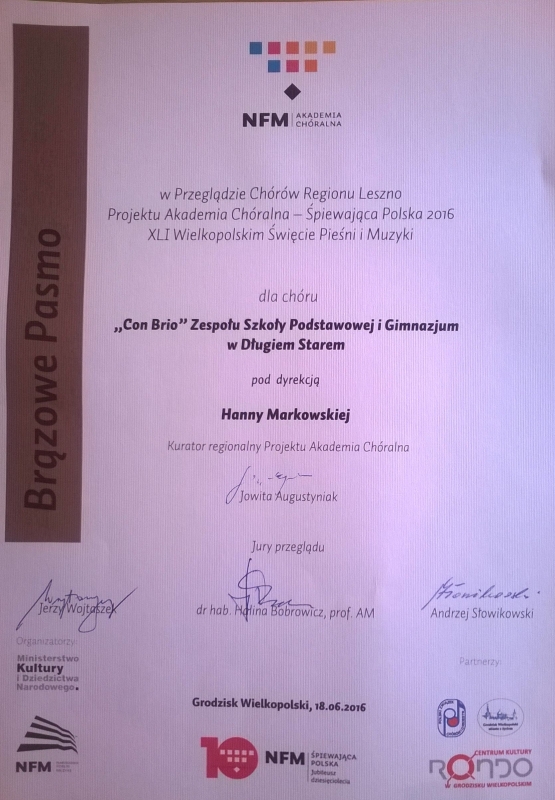 Brązowe Pasmo
NFM AKADEMIA CHÓRALNA
w Przeglądzie Chórów Regionu Leszno
Projektu Akademia Chóralna – Śpiewająca Polska 2016
XLI Wielkopolskim Święcie Pieśni i Muzyki
dla chóru
„Con Brio” Zespołu Szkoły Podstawowej i Gimnazjum
w Długiem Starem
pod dyrekcją
Hanny Markowskiej
Kurator regionalny Projektu Akademia Chóralna
Jowita Augustyniak
Jury przeglądu
Jerzy Wojtaszek
dr hab. Halina Bobrowicz, prof. AM
Andrzej Słowikowski
Organizatorzy:
Ministerstwo
Kultury
i Dziedzictwa
Narodowego.
Partnerzy:
Grodzisk Wielkopolski, 18.06.2016
NFM
10 NFM ŚPIEWAJĄCA
POLSKA
Jubileusz
dziesięciolecia
CENTRUM KULTURY
RONDO
W GRODZISKU WIELKOPOLSKIM